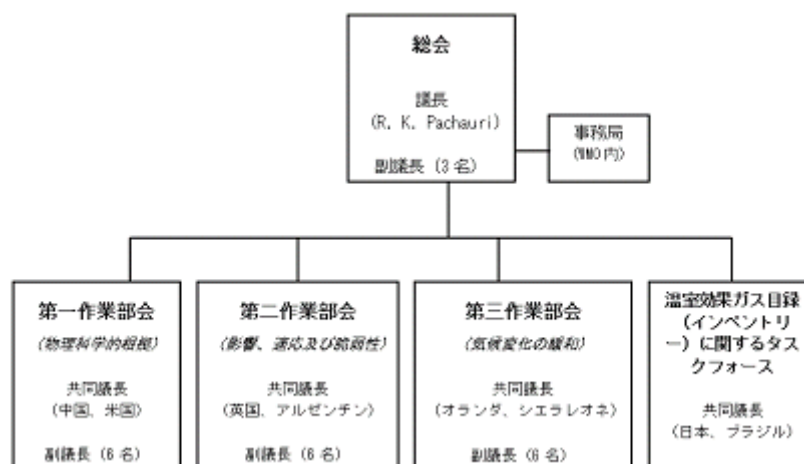 総会
議長
(R. K. Pachauri)
副議長 (3 名)
事務局
(WMO 内)
第一作業部会
(物理科学的根拠)
共同議長
(中国、米国)
副議長 (6 名)
第二作業部会
(影響、適応及び脆弱性)
共同議長
(英国、アルゼンチン)
副議長 (6 名)
第三作業部会
(気候変化の緩和)
共同議長
(オランダ、シエラレオネ)
副議長 (6 名)
温室効果ガス目録
(インベントリ
ー)に関するタス
クフォース
共同議長
(日本、ブラジル)